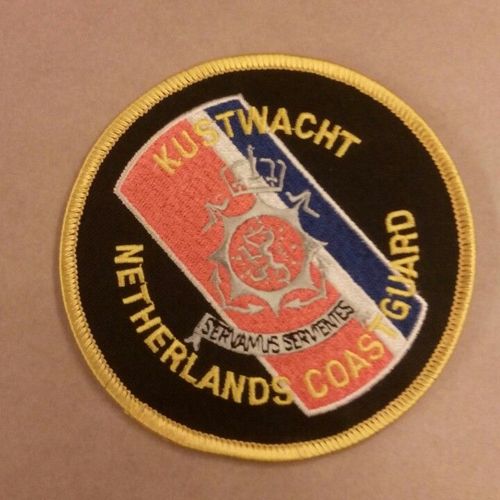 KUSTWACHT
SERVAMUS SERVIENTES
NETHERLANDS COASTGUARD